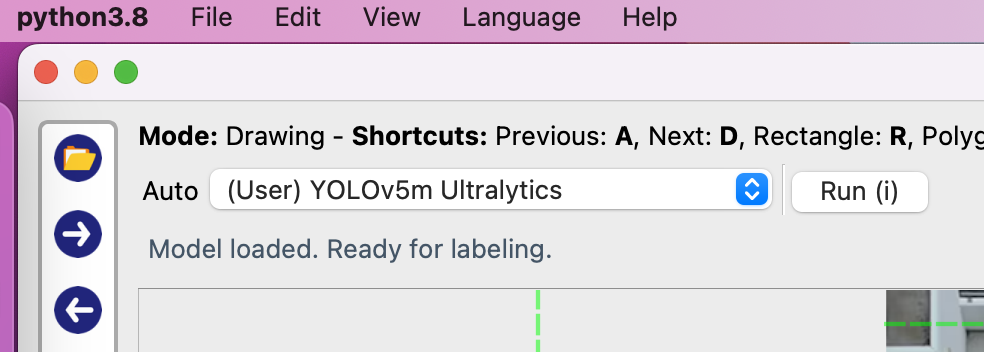 python3.8 File Edit View Language Help
Mode: Drawing - Shortcuts: Previous: A, Next: D, Rectangle: R,
Auto (User) YOLOv5m Ultralytics Run (i)
Model loaded. Ready for labeling.